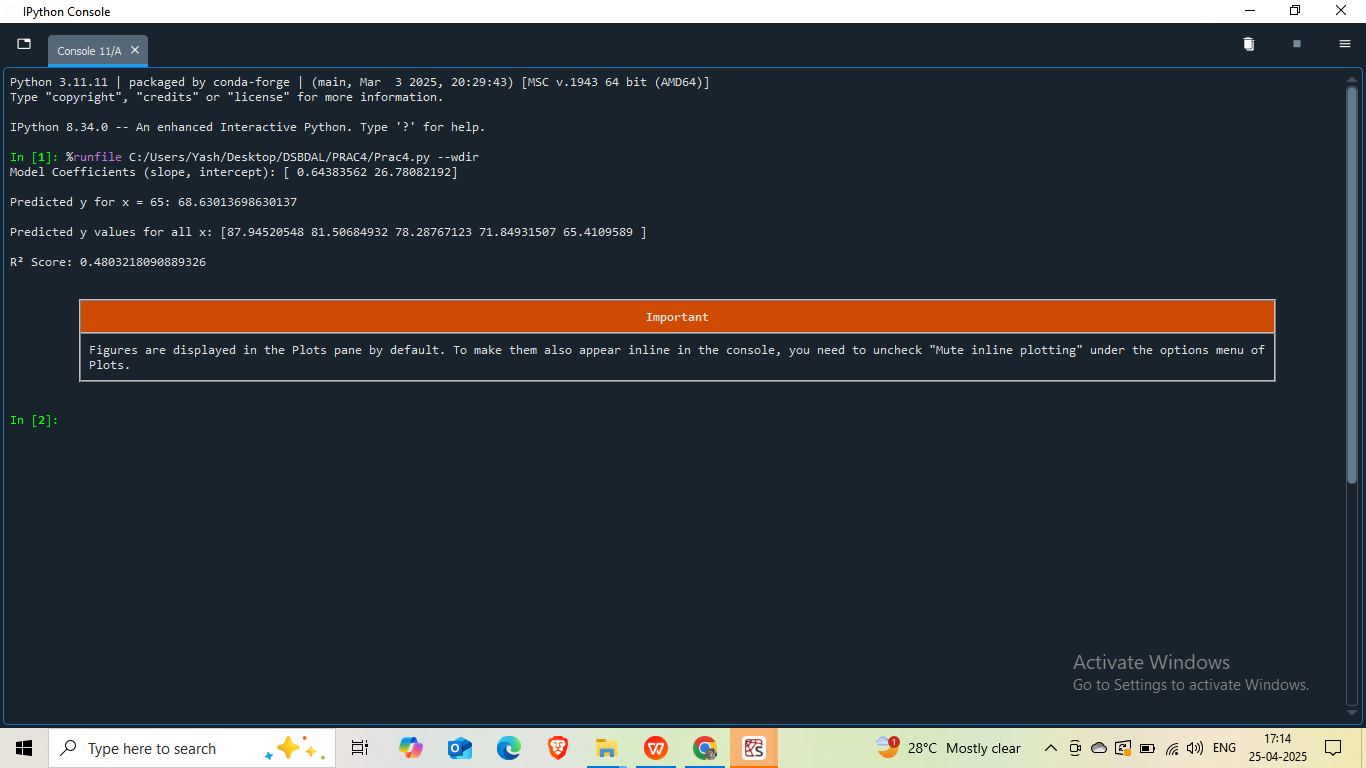 IPython Console
Console 11/A
Python 3.11.11 | packaged by conda-forge | (main, Mar  3 2025, 20:29:43) [MSC v.1943 64 bit (AMD64)]
Type "copyright", "credits" or "license" for more information.
IPython 8.34.0 -- An enhanced Interactive Python. Type '?' for help.
In [1]: %runfile C:/Users/Yash/Desktop/DSBDAL/PRAC4/Prac4.py --wdir
Model Coefficients (slope, intercept): [ 0.64383562 26.78082192]
Predicted y for x = 65: 68.63013698630137
Predicted y values for all x: [87.94520548 81.50684932 78.28767123 71.84931507 65.4109589 ]
R² Score: 0.4803218090889326
Important
Figures are displayed in the Plots pane by default. To make them also appear inline in the console, you need to uncheck "Mute inline plotting" under the options menu of
Plots.
In [2]:
Activate Windows
Go to Settings to activate Windows.
Type here to search
1
28°C Mostly clear
ENG
17:14
25-04-2025